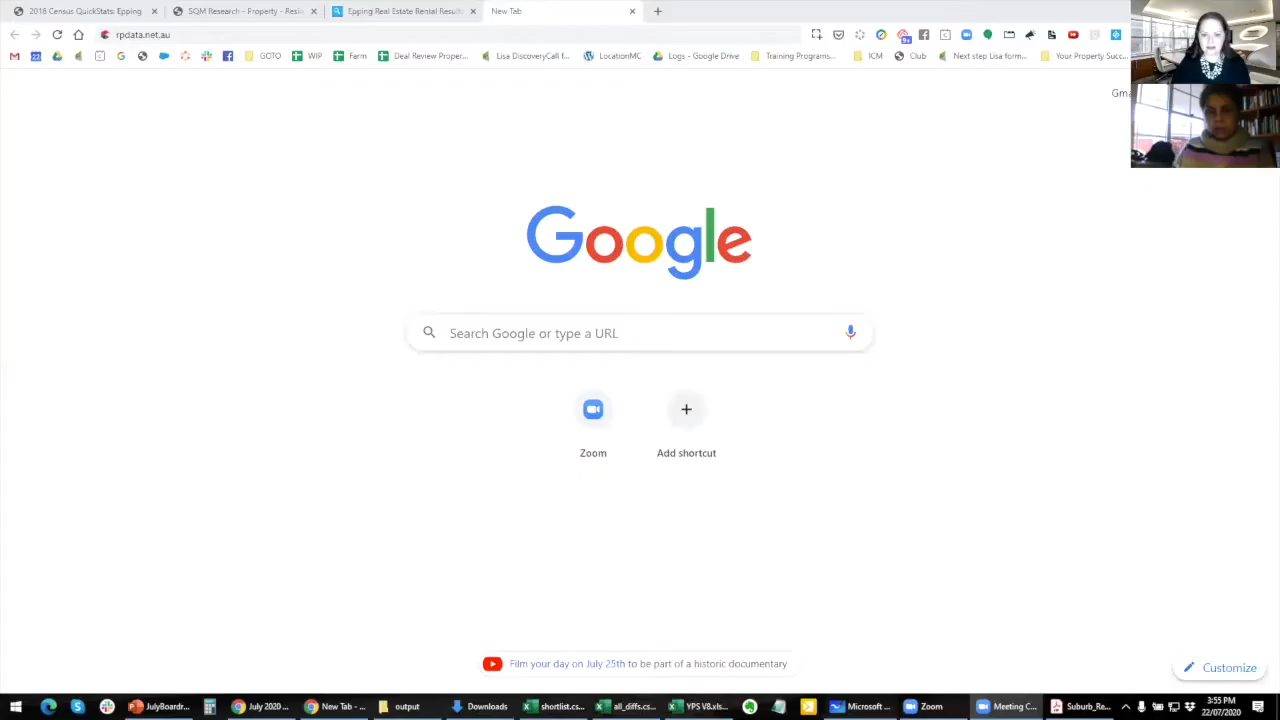 2016 Census QuickStats: Epping
SQM Research - Property - Resi
Epping Real Estate Rental Results
New Tab
rpdata.net.au
GOTO
WIP
Farm
Deal Review Proper...
Lisa DiscoveryCall f...
LocationMC
Logs - Google Drive
Training Programs...
ICM
Club
Next step Lisa form...
Your Property Succ...
Gma
Google
Search Google or type a URL
Zoom
Add shortcut
Film your day on July 25th to be part of a historic documentary
Customize
JulyBoardr...
July 2020 ...
New Tab - ...
output
Downloads
shortlist.cs...
all_diffs.cs...
YPS V8.xls...
Microsoft ...
Zoom
Meeting C...
Suburb_Re...
3:55 PM
22/07/2020